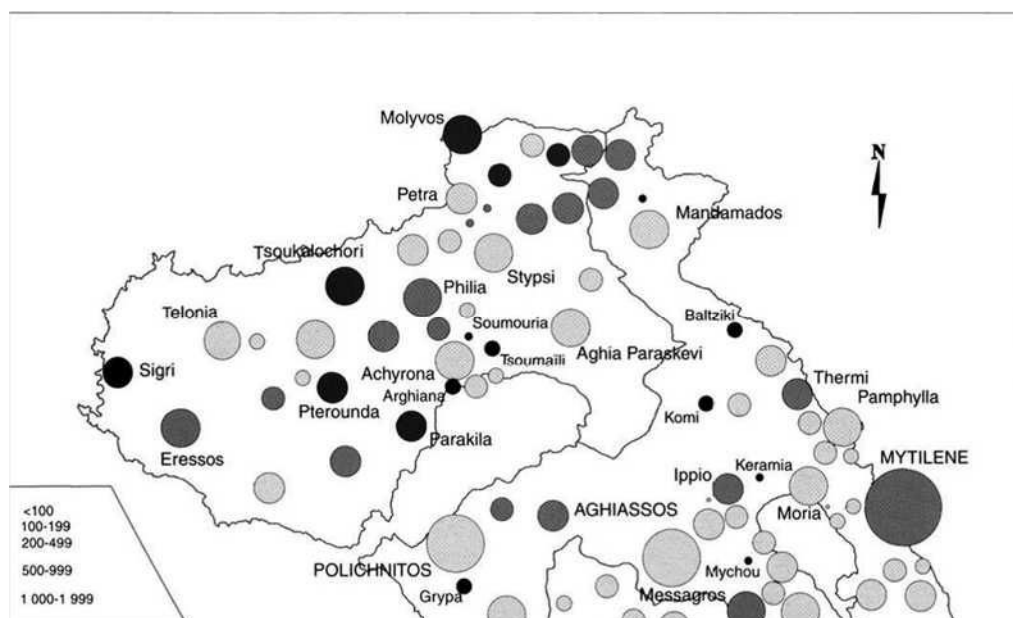 Molyvos
N
Petra
Mandamados
Tsoukalochori
Stypsi
Philia
Telonia
Soumouria
Baltziki
Aghia Paraskevi
Tsoumaili
Sigri
Achyrona
Thermi
Arghiana
Pterounda
Pamphylla
Komi
Parakila
Eressos
MYTILENE
Keramia
Ippio
AGHIASSOS
Moria
POLICHNITOS
Mychou
Grypa
Messagros
<100
100-199
200-499
500-999
1 000-1 999